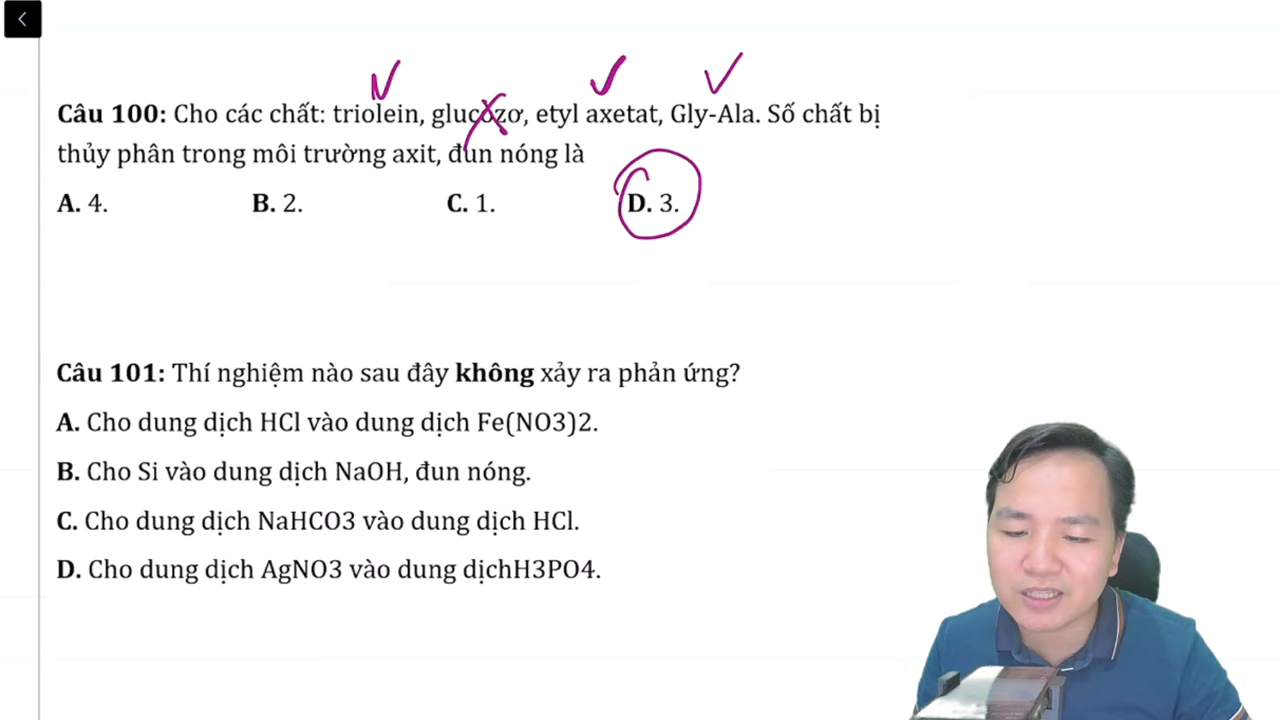 Câu 100: Cho các chất: triolein, glucozơ, etyl axetat, Gly-Ala. Số chất bị
thủy phân trong môi trường axit, đun nóng là
A. 4. B. 2. C. 1. D. 3.
Câu 101: Thí nghiệm nào sau đây không xảy ra phản ứng?
A. Cho dung dịch HCl vào dung dịch Fe(NO3)2.
B. Cho Si vào dung dịch NaOH, đun nóng.
C. Cho dung dịch NaHCO3 vào dung dịch HCl.
D. Cho dung dịch AgNO3 vào dung dịchH3PO4.